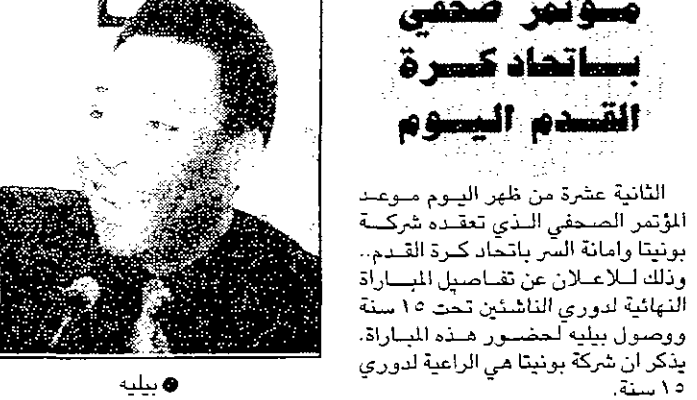 مؤتمر صحفي
باتحاد كرة
القدم اليوم
الثانية عشرة من ظهر اليوم موعد
المؤتمر الصحفي الذي تعقده شركة
بونيتا وامانة السر باتحاد كرة القدم..
وذلك للاعلان عن تفاصيل المباراة
النهائية لدوري الناشئين تحت ١٥ سنة
ووصول بيليه لحضور هذه المباراة.
يذكر ان شركة بونيتا هي الراعية لدوري
١٥ سنة.
● بيليه